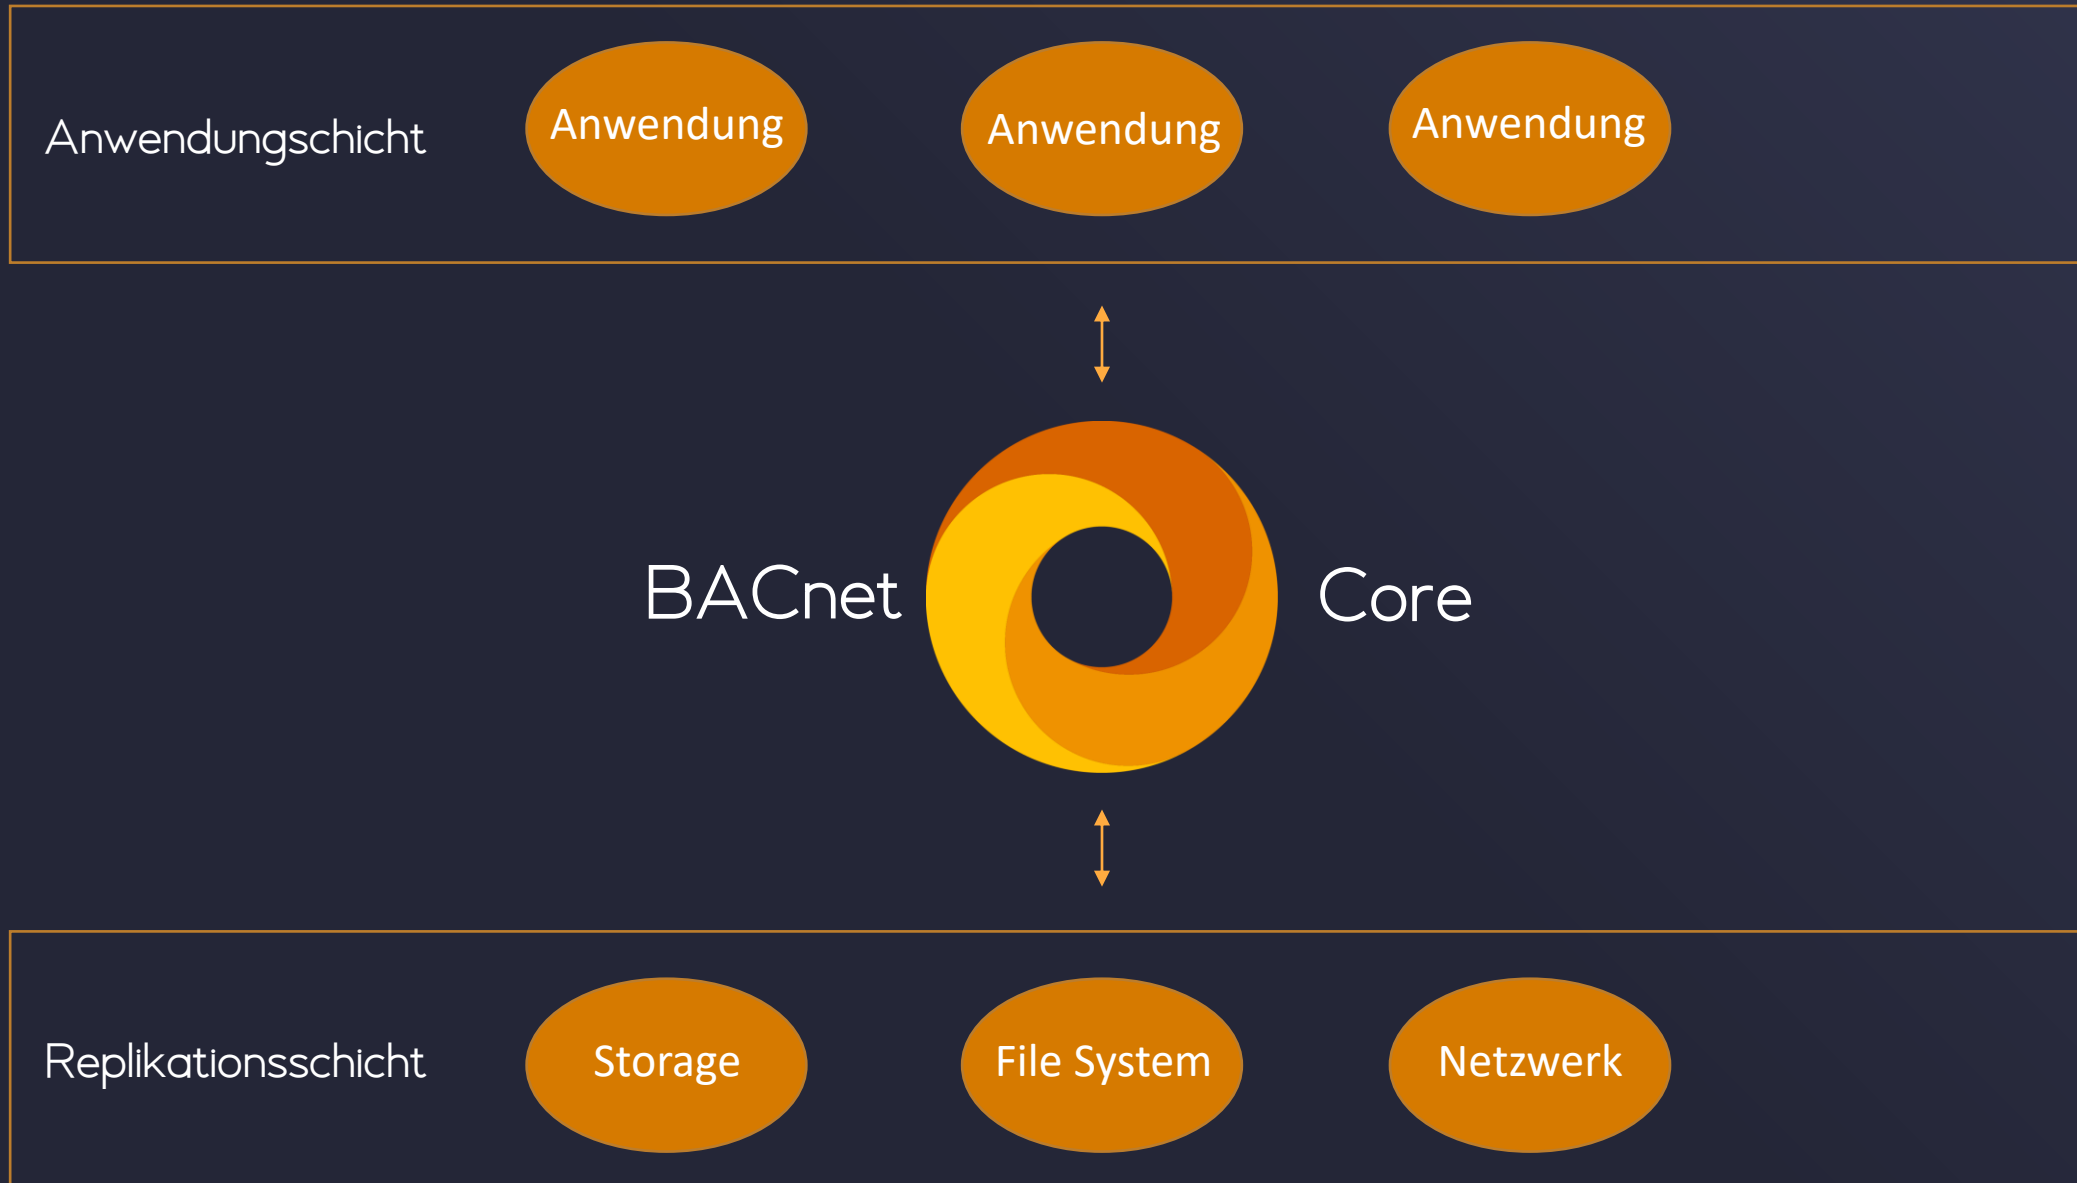 Anwendungschicht
Anwendung
Anwendung
Anwendung
BACnet
Core
Replikationsschicht
Storage
File System
Netzwerk